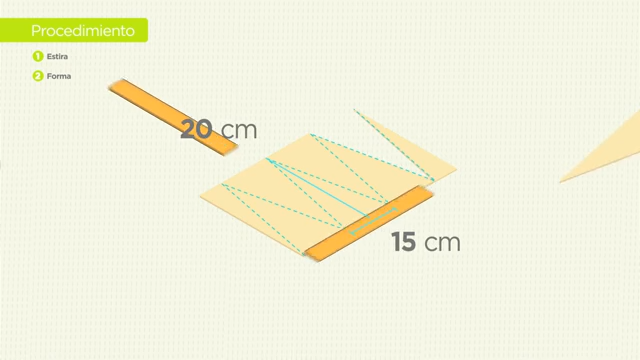 Procedimiento
1 Estira
2 Forma
20 cm
15 cm